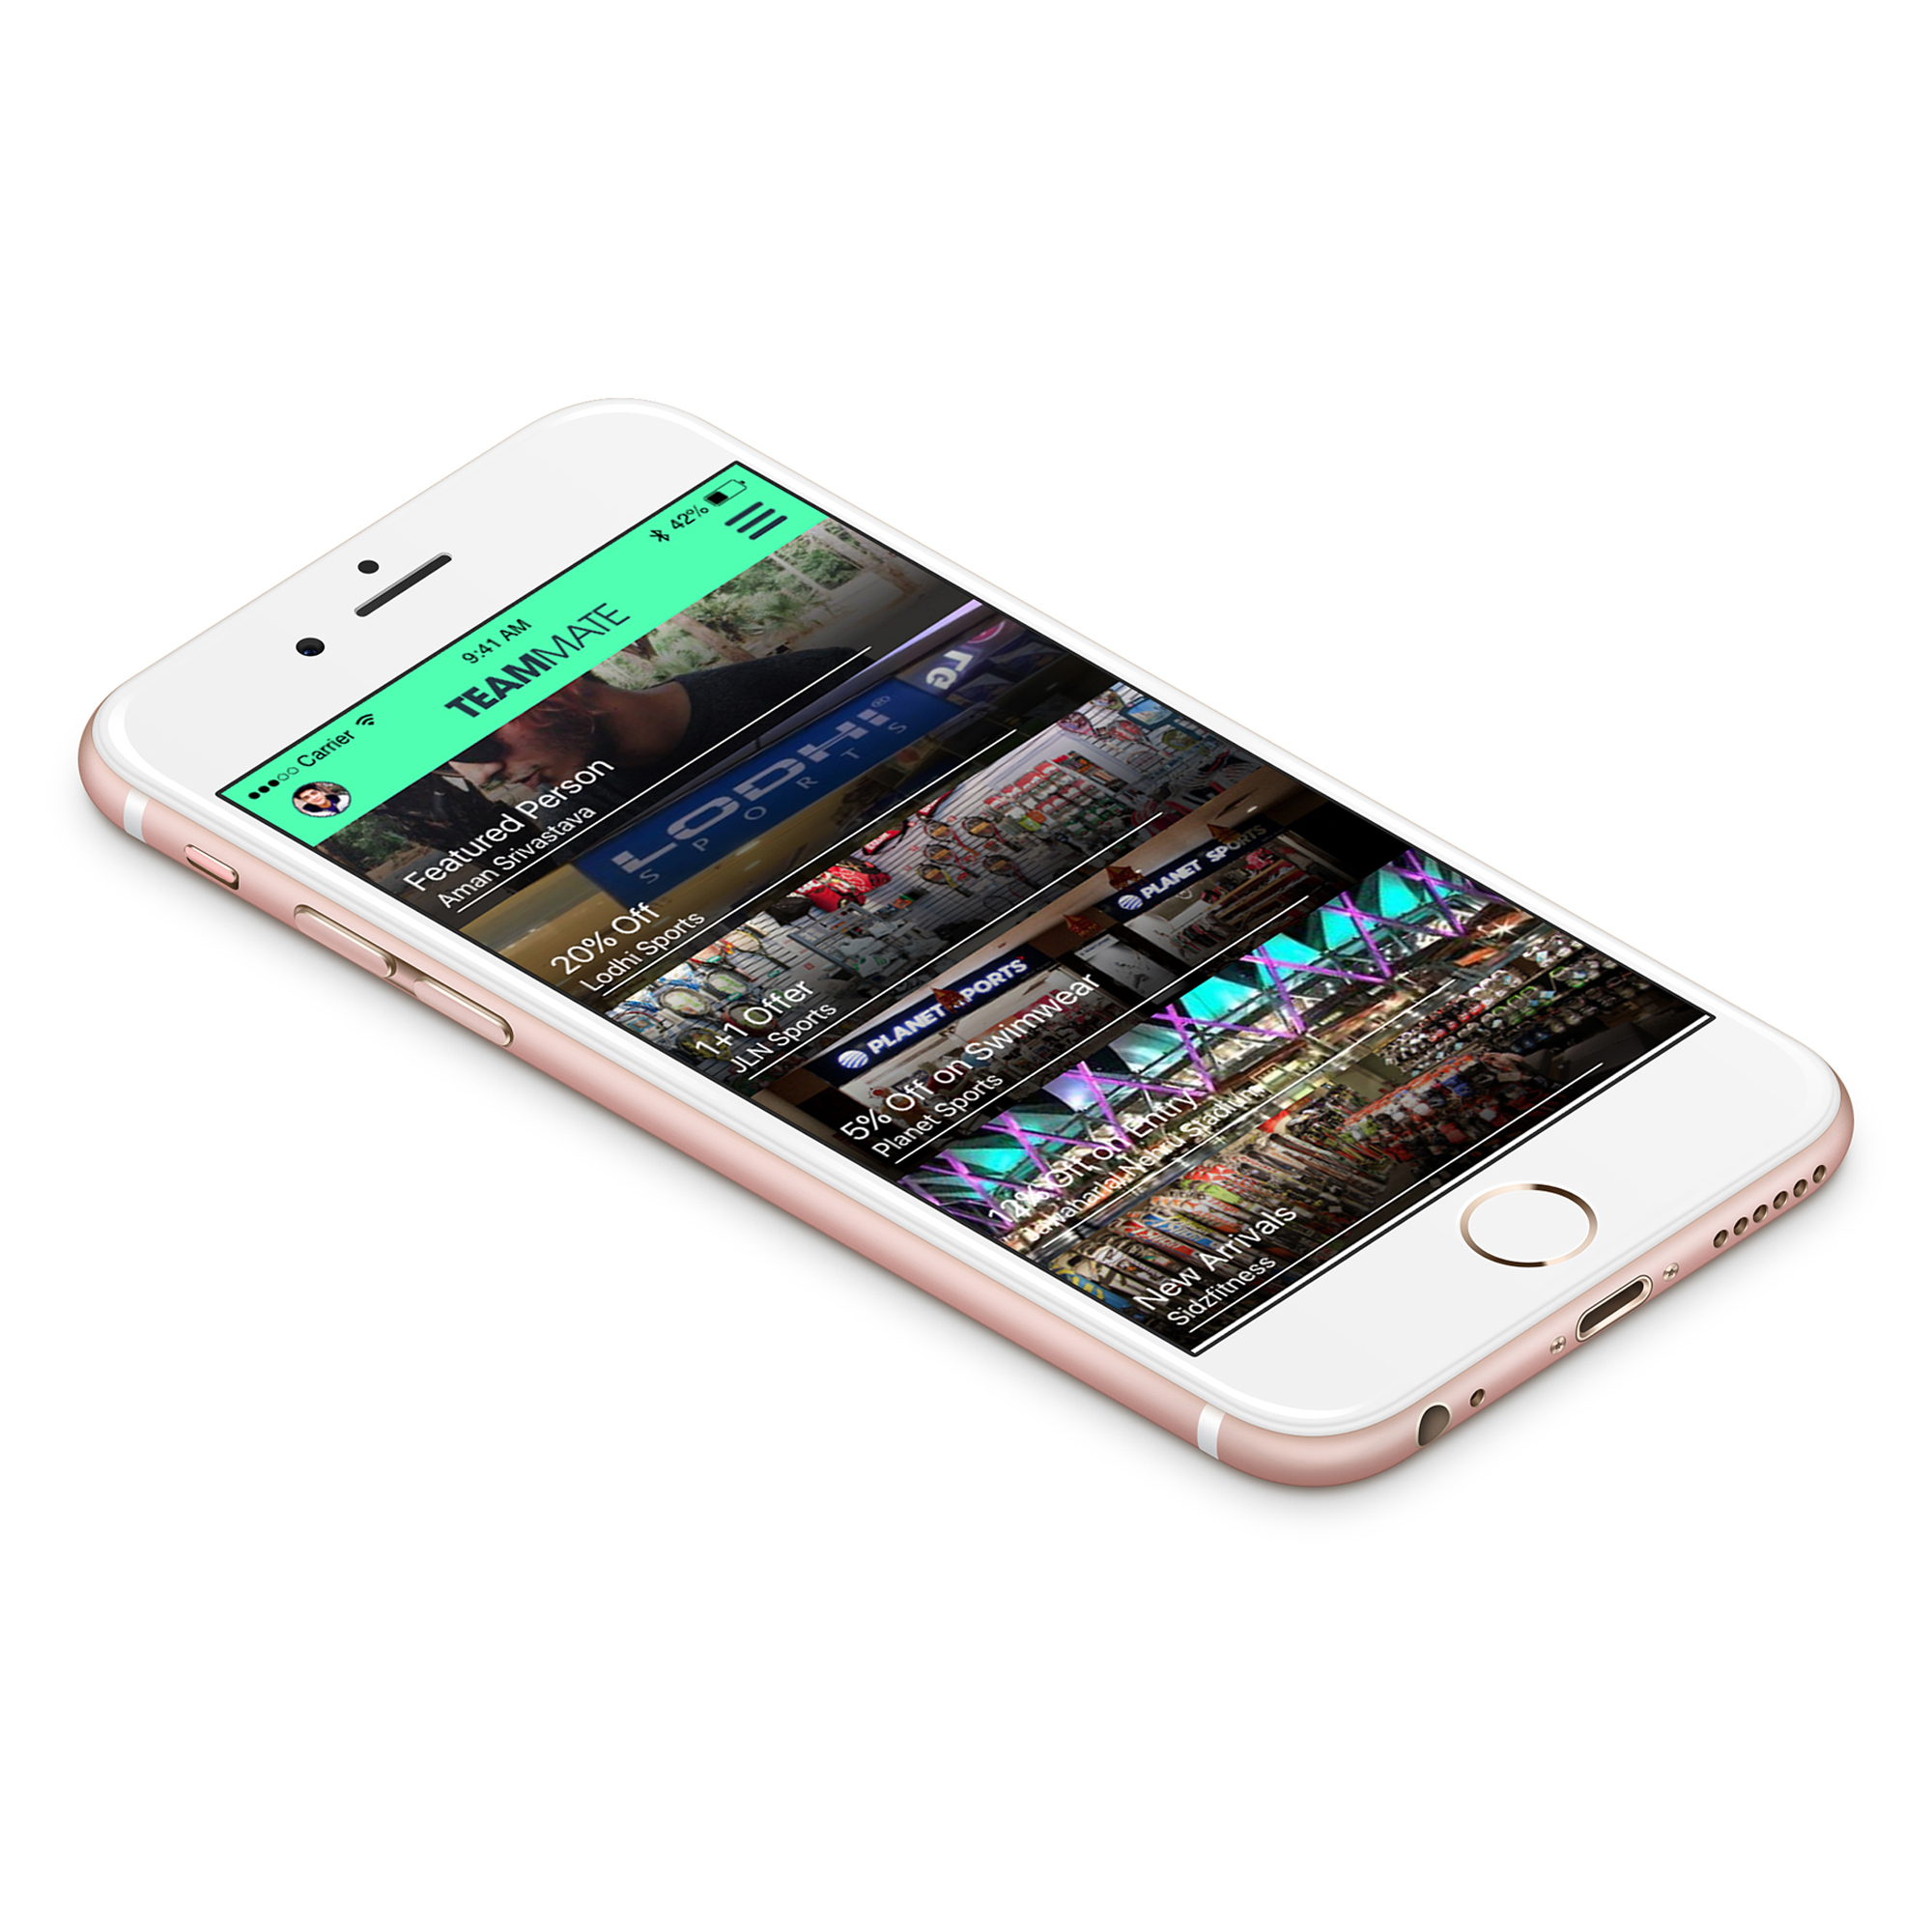 Carrier 9:41 AM 42%
TEAMMATE
Featured Person
Aman Srivastava
LG
LODHI®
SPORTS
20% Off
Lodhi Sports
1+1 Offer
JLN Sports
PLANET SPORTS
PLANET SPORTS
5% Off on Swimwear
Planet Sports
Off on Entry
Jawaharlal Nehru Stadium
New Arrivals
Sidzfitness